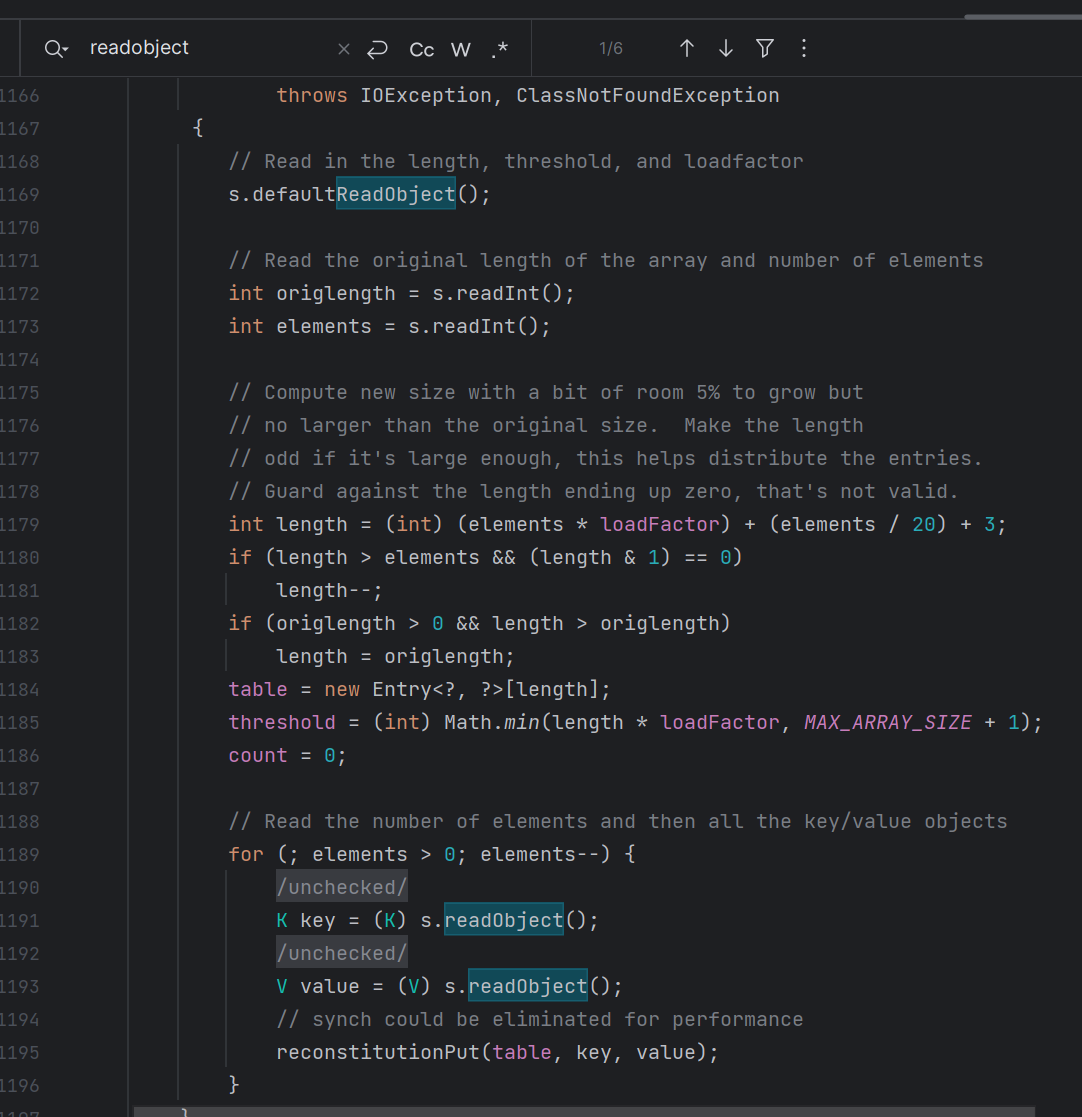 readobject × Cc W .* 1/6
1166 throws IOException, ClassNotFoundException
1167 {
1168 // Read in the length, threshold, and loadfactor
1169 s.defaultReadObject();
1170
1171 // Read the original length of the array and number of elements
1172 int origlength = s.readInt();
1173 int elements = s.readInt();
1174
1175 // Compute new size with a bit of room 5% to grow but
1176 // no larger than the original size.  Make the length
1177 // odd if it's large enough, this helps distribute the entries.
1178 // Guard against the length ending up zero, that's not valid.
1179 int length = (int) (elements * loadFactor) + (elements / 20) + 3;
1180 if (length > elements && (length & 1) == 0)
1181 length--;
1182 if (origlength > 0 && length > origlength)
1183 length = origlength;
1184 table = new Entry<?, ?>[length];
1185 threshold = (int) Math.min(length * loadFactor, MAX_ARRAY_SIZE + 1);
1186 count = 0;
1187
1188 // Read the number of elements and then all the key/value objects
1189 for (; elements > 0; elements--) {
1190 /unchecked/
1191 K key = (K) s.readObject();
1192 /unchecked/
1193 V value = (V) s.readObject();
1194 // synch could be eliminated for performance
1195 reconstitutionPut(table, key, value);
1196 }
1197 }